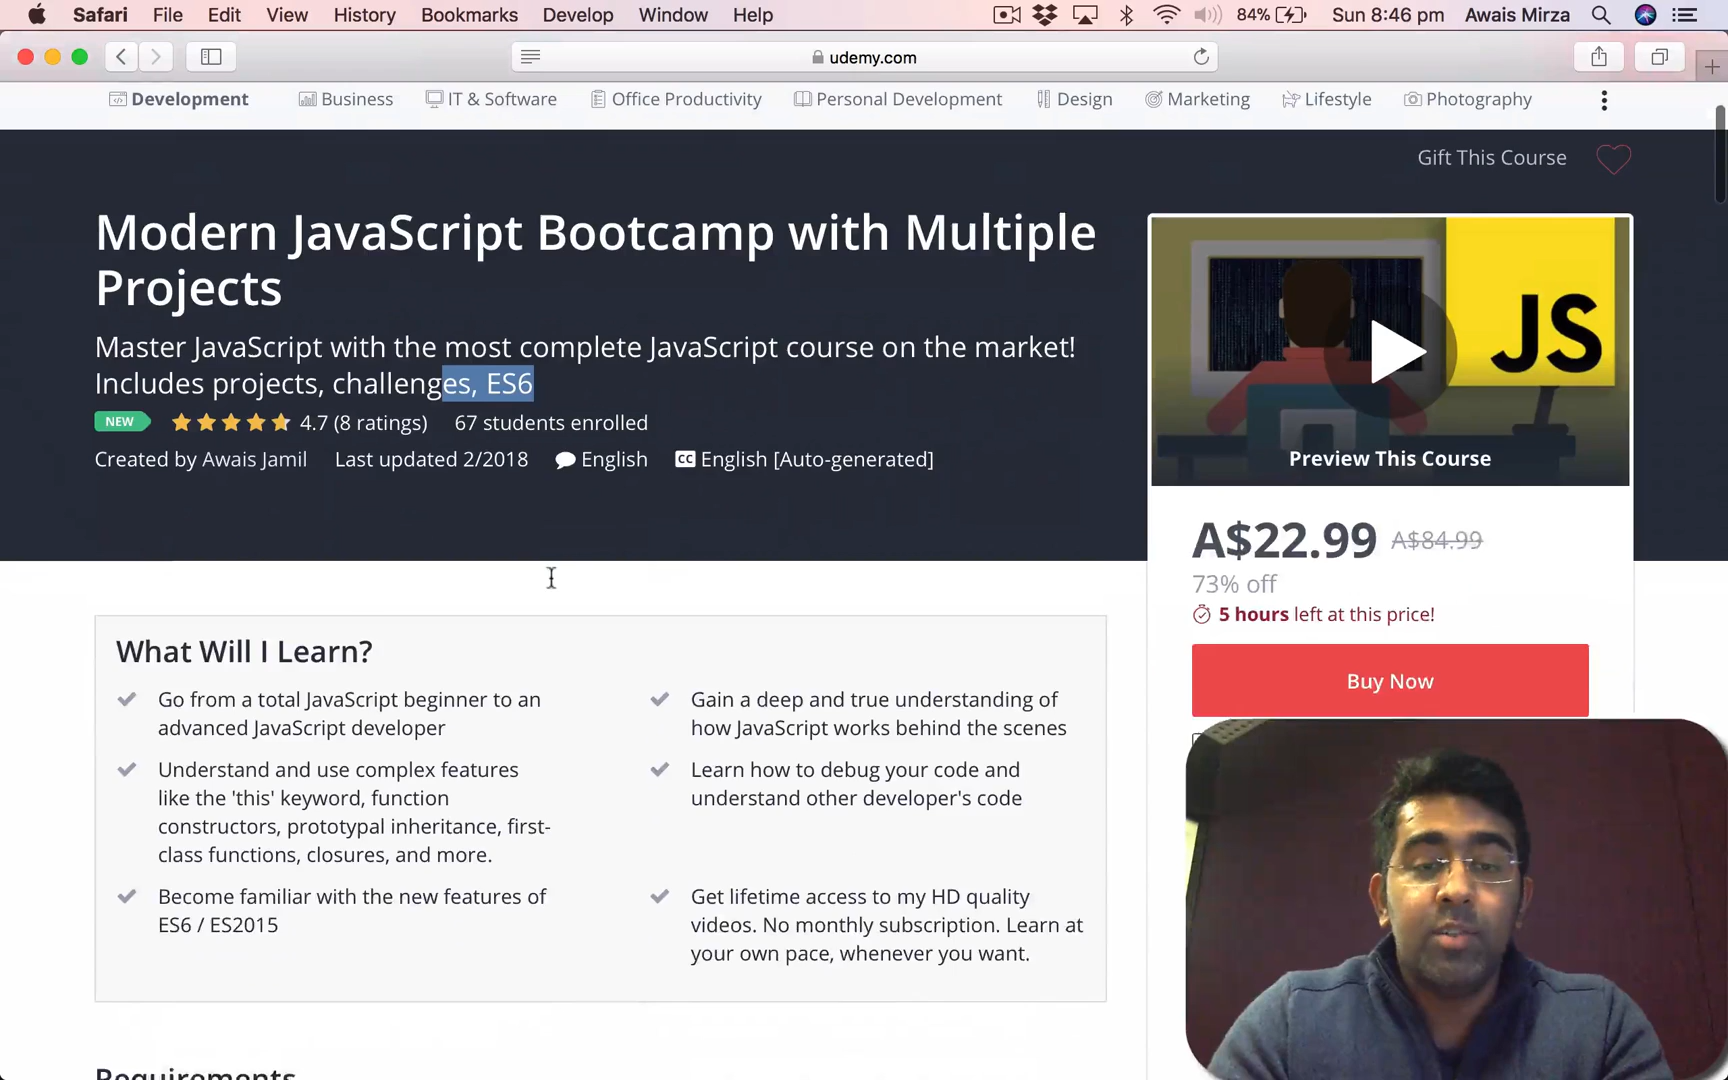 Safari File Edit View History Bookmarks Develop Window Help 84% Sun 8:46 pm Awais Mirza
udemy.com
Development Business IT & Software Office Productivity Personal Development Design Marketing Lifestyle Photography
Gift This Course
Modern JavaScript Bootcamp with Multiple
Projects
Master JavaScript with the most complete JavaScript course on the market!
Includes projects, challenges, ES6
NEW 4.7 (8 ratings) 67 students enrolled
Created by Awais Jamil Last updated 2/2018 English CC English [Auto-generated]
JS
Preview This Course
A$22.99 A$84.99
73% off
5 hours left at this price!
Buy Now
What Will I Learn?
Go from a total JavaScript beginner to an
advanced JavaScript developer
Understand and use complex features
like the 'this' keyword, function
constructors, prototypal inheritance, first-
class functions, closures, and more.
Become familiar with the new features of
ES6 / ES2015
Gain a deep and true understanding of
how JavaScript works behind the scenes
Learn how to debug your code and
understand other developer's code
Get lifetime access to my HD quality
videos. No monthly subscription. Learn at
your own pace, whenever you want.
Requirements